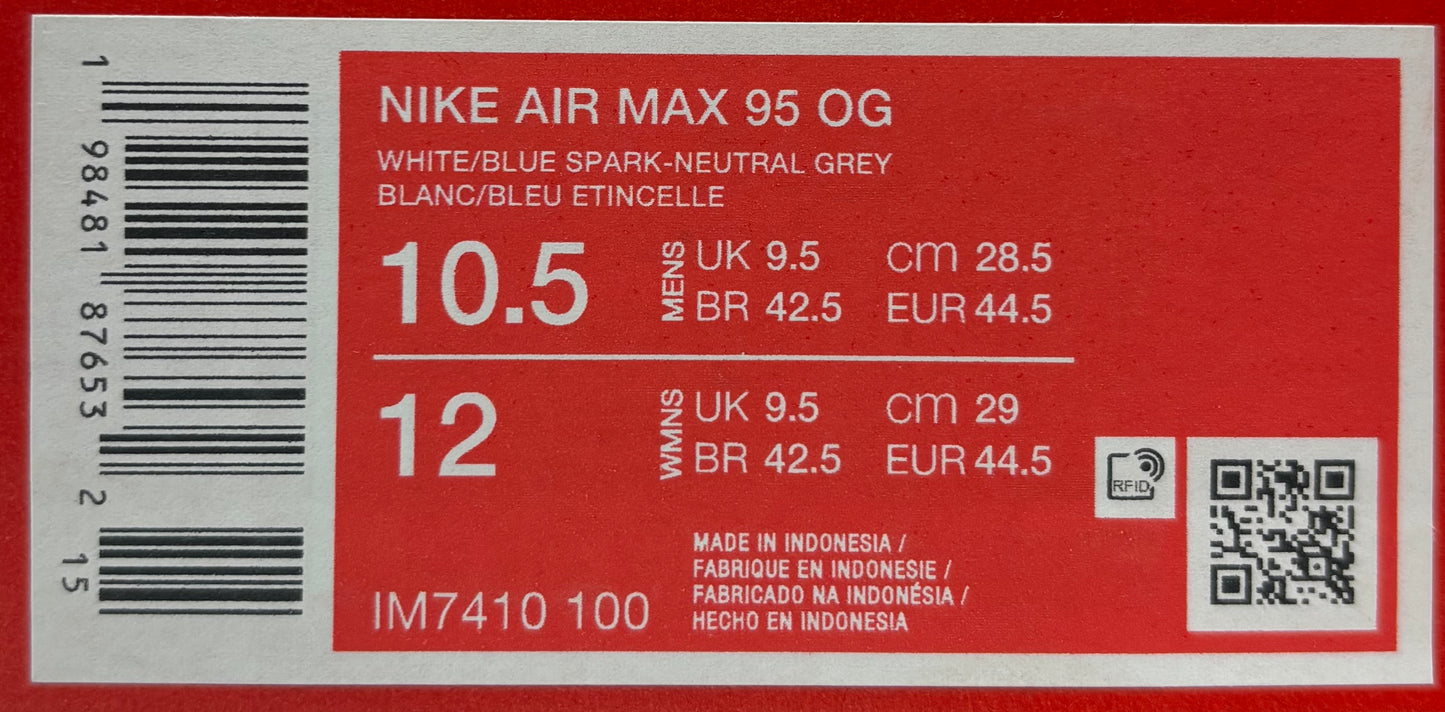 1 98481 87653 2 15
NIKE AIR MAX 95 OG
WHITE/BLUE SPARK-NEUTRAL GREY
BLANC/BLEU ETINCELLE
10.5 MENS UK 9.5 cm 28.5
BR 42.5 EUR 44.5
12 WMNS UK 9.5 cm 29
BR 42.5 EUR 44.5
RFID
IM7410 100
MADE IN INDONESIA /
FABRIQUE EN INDONESIE /
FABRICADO NA INDONÉSIA /
HECHO EN INDONESIA